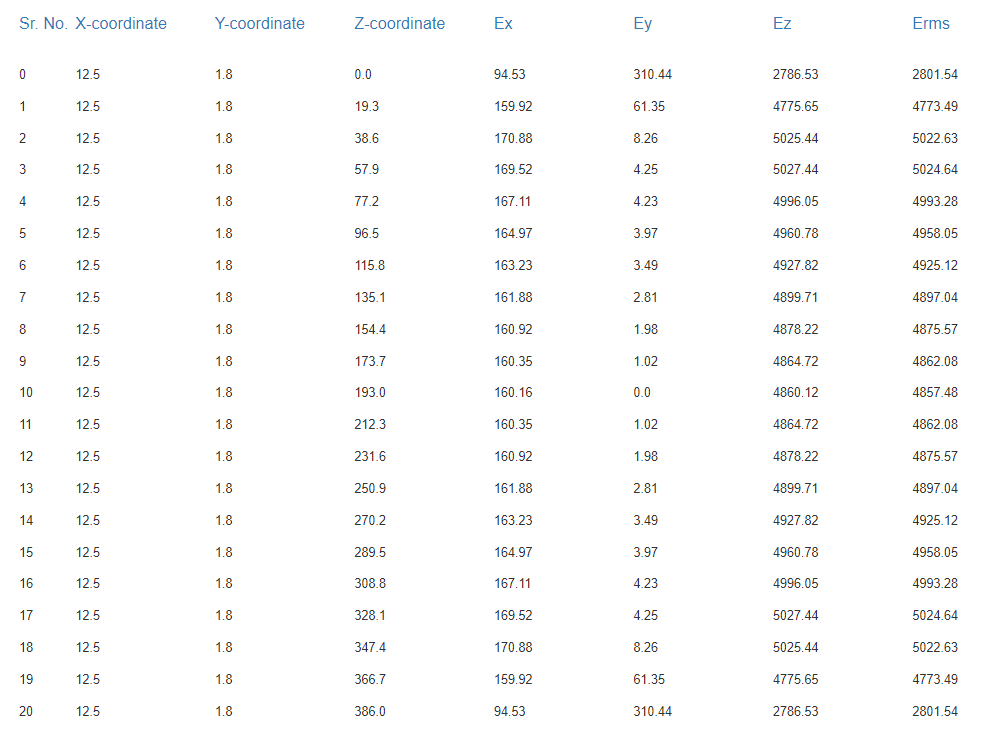 Sr. No. X-coordinate Y-coordinate Z-coordinate Ex Ey Ez Erms
0 12.5 1.8 0.0 94.53 310.44 2786.53 2801.54
1 12.5 1.8 19.3 159.92 61.35 4775.65 4773.49
2 12.5 1.8 38.6 170.88 8.26 5025.44 5022.63
3 12.5 1.8 57.9 169.52 4.25 5027.44 5024.64
4 12.5 1.8 77.2 167.11 4.23 4996.05 4993.28
5 12.5 1.8 96.5 164.97 3.97 4960.78 4958.05
6 12.5 1.8 115.8 163.23 3.49 4927.82 4925.12
7 12.5 1.8 135.1 161.88 2.81 4899.71 4897.04
8 12.5 1.8 154.4 160.92 1.98 4878.22 4875.57
9 12.5 1.8 173.7 160.35 1.02 4864.72 4862.08
10 12.5 1.8 193.0 160.16 0.0 4860.12 4857.48
11 12.5 1.8 212.3 160.35 1.02 4864.72 4862.08
12 12.5 1.8 231.6 160.92 1.98 4878.22 4875.57
13 12.5 1.8 250.9 161.88 2.81 4899.71 4897.04
14 12.5 1.8 270.2 163.23 3.49 4927.82 4925.12
15 12.5 1.8 289.5 164.97 3.97 4960.78 4958.05
16 12.5 1.8 308.8 167.11 4.23 4996.05 4993.28
17 12.5 1.8 328.1 169.52 4.25 5027.44 5024.64
18 12.5 1.8 347.4 170.88 8.26 5025.44 5022.63
19 12.5 1.8 366.7 159.92 61.35 4775.65 4773.49
20 12.5 1.8 386.0 94.53 310.44 2786.53 2801.54